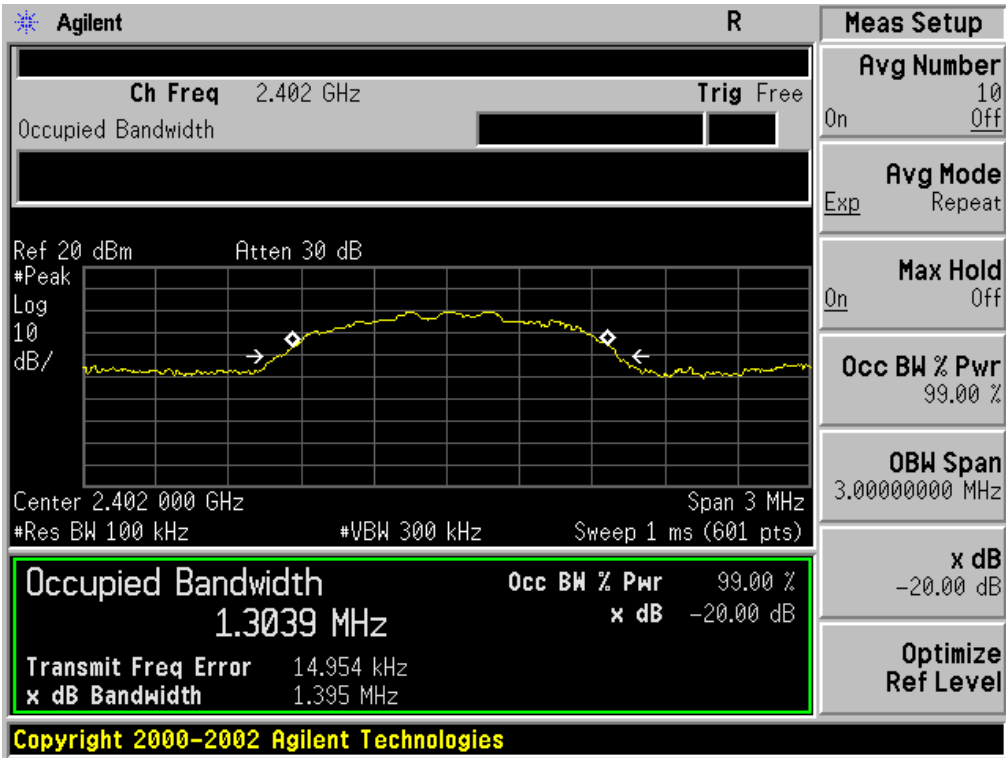 Agilent R
Ch Freq 2.402 GHz Trig Free
Occupied Bandwidth
Ref 20 dBm Atten 30 dB
#Peak
Log
10
dB/
Center 2.402 000 GHz Span 3 MHz
#Res BW 100 kHz #VBW 300 kHz Sweep 1 ms (601 pts)
Occupied Bandwidth Occ BW % Pwr 99.00 %
1.3039 MHz x dB -20.00 dB
Transmit Freq Error 14.954 kHz
x dB Bandwidth 1.395 MHz
Copyright 2000-2002 Agilent Technologies
Meas Setup
Avg Number
10
On Off
Avg Mode
Exp Repeat
Max Hold
On Off
Occ BW % Pwr
99.00 %
OBW Span
3.00000000 MHz
x dB
-20.00 dB
Optimize
Ref Level